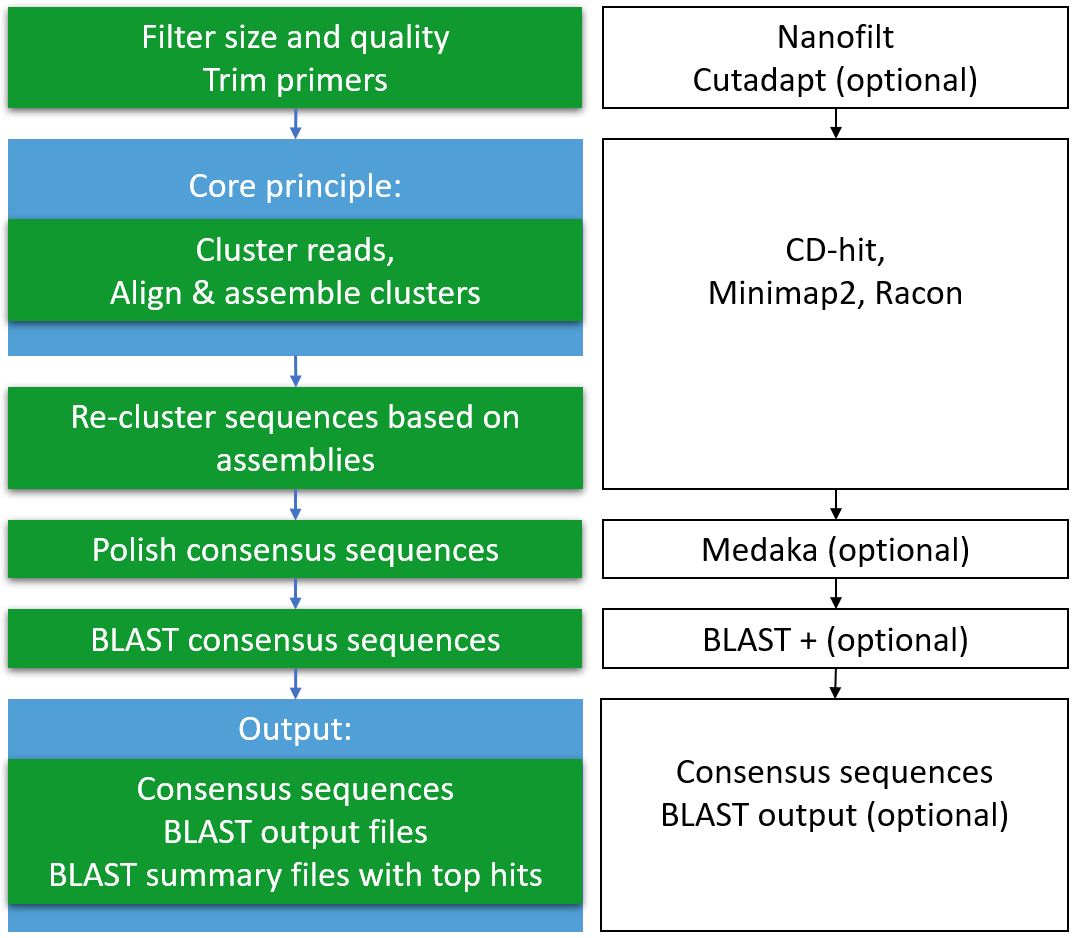 Filter size and quality
Trim primers
Nanofilt
Cutadapt (optional)
Core principle:
Cluster reads,
Align & assemble clusters
CD-hit,
Minimap2, Racon
Re-cluster sequences based on
assemblies
Polish consensus sequences
Medaka (optional)
BLAST consensus sequences
BLAST + (optional)
Output:
Consensus sequences
BLAST output files
BLAST summary files with top hits
Consensus sequences
BLAST output (optional)